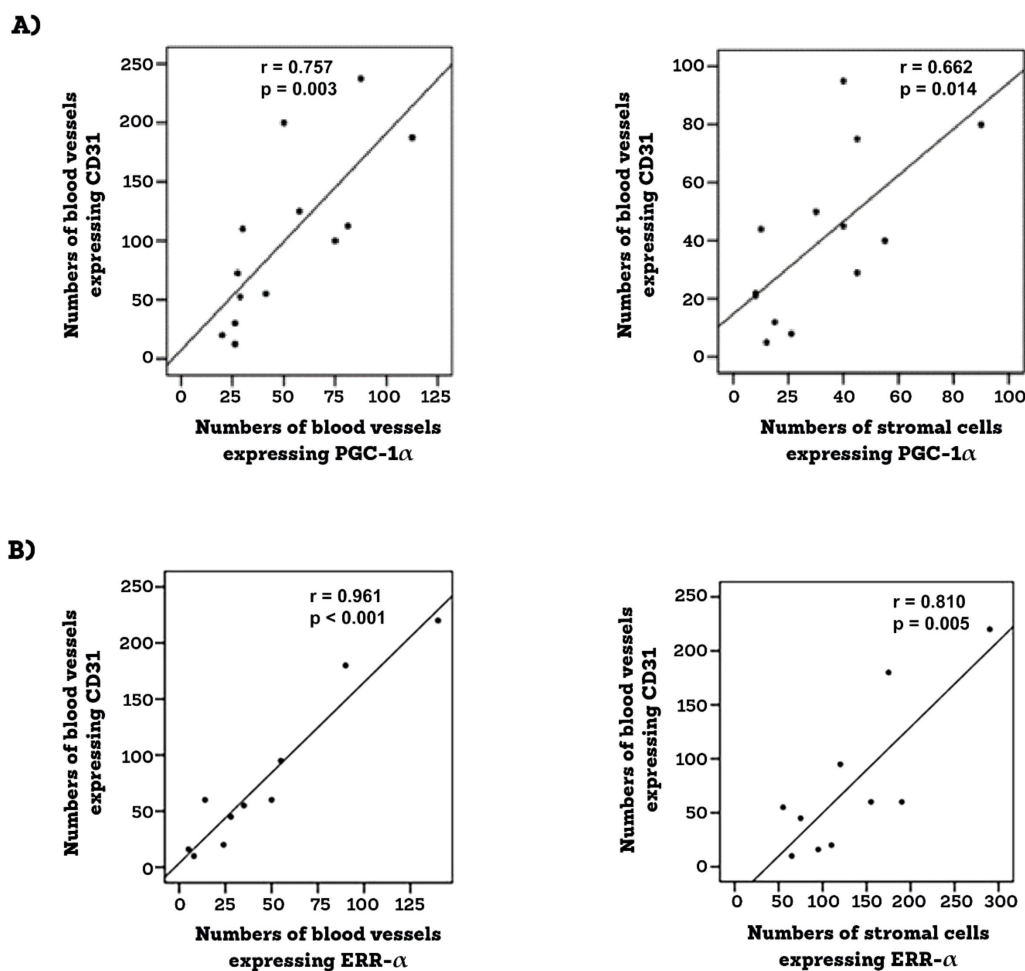 A)
r = 0.757
p = 0.003
250
200
150
100
50
0
0 25 50 75 100 125
Numbers of blood vessels
expressing CD31
Numbers of blood vessels
expressing PGC-1α
r = 0.662
p = 0.014
100
80
60
40
20
0
0 25 40 60 80 100
Numbers of blood vessels
expressing CD31
Numbers of stromal cells
expressing PGC-1α
B)
r = 0.961
p < 0.001
250
200
150
100
50
0
0 25 50 75 100 125
Numbers of blood vessels
expressing CD31
Numbers of blood vessels
expressing ERR-α
r = 0.810
p = 0.005
250
200
150
100
50
0
0 50 100 150 200 250 300
Numbers of blood vessels
expressing CD31
Numbers of stromal cells
expressing ERR-α